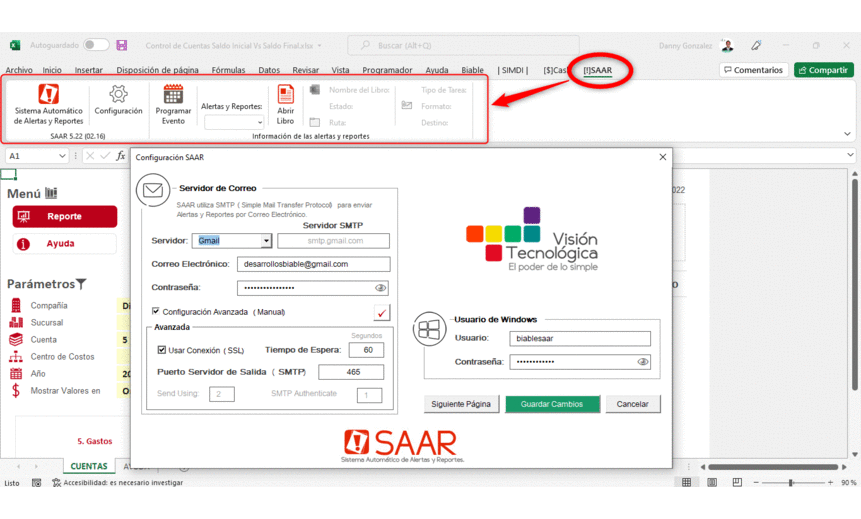 Autoguardado
Control de Cuentas Saldo Inicial Vs Saldo Final.xlsx
Buscar (Alt+Q)
Danny Gonzalez
Archivo Inicio Insertar Disposición de página Fórmulas Datos Revisar Vista Programador Ayuda Biable |SIMDI| [$]Cas [!]SAAR
Comentarios
Compartir
Sistema Automático de Alertas y Reportes
Configuración
Programar Evento
Alertas y Reportes:
Abrir Libro
Nombre del Libro:
Estado:
Ruta:
Tipo de Tarea:
Formato:
Destino:
SAAR 5.22 (02.16)
Información de las alertas y reportes
A1
fx
Menú
Reporte
Ayuda
Parámetros
Compañía
Sucursal
Cuenta
Centro de Costos
Año
Mostrar Valores en
Di
5
20
O
5. Gastos
022
o
Configuración SAAR
Servidor de Correo
SAAR utiliza SMTP ( Simple Mail Transfer Protocol) para enviar
Alertas y Reportes por Correo Electrónico.
Servidor SMTP
Servidor: Gmail smtp.gmail.com
Correo Electrónico: desarrollosbiable@gmail.com
Contraseña: ****************
Configuración Avanzada ( Manual)
Avanzada
Segundos
Usar Conexión ( SSL) Tiempo de Espera: 60
Puerto Servidor de Salida ( SMTP) 465
Send Using: 2 SMTP Authenticate 1
Visión
Tecnológica
El poder de lo simple
Usuario de Windows
Usuario: biablesaar
Contraseña: ************
Siguiente Página Guardar Cambios Cancelar
SAAR
Sistema Automático de Alertas y Reportes.
CUENTAS
Listo
Accesibilidad: es necesario investigar
90 %